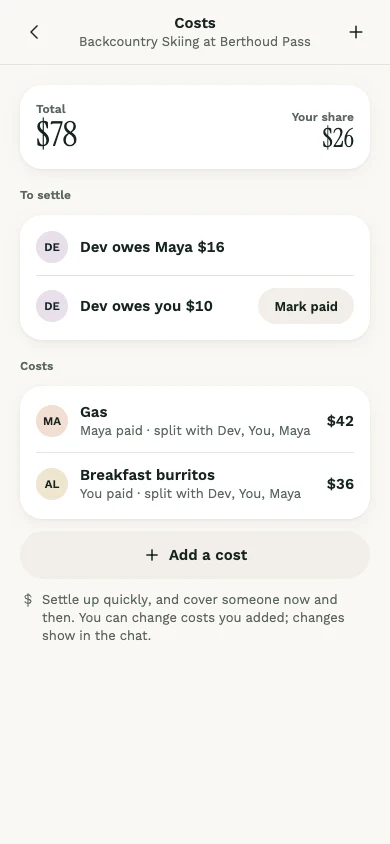 Costs
Backcountry Skiing at Berthoud Pass
Total
$78
Your share
$26
To settle
DE
Dev owes Maya $16
DE
Dev owes you $10
Mark paid
Costs
MA
Gas
Maya paid · split with Dev, You, Maya
$42
AL
Breakfast burritos
You paid · split with Dev, You, Maya
$36
+ Add a cost
$ Settle up quickly, and cover someone now and
then. You can change costs you added; changes
show in the chat.